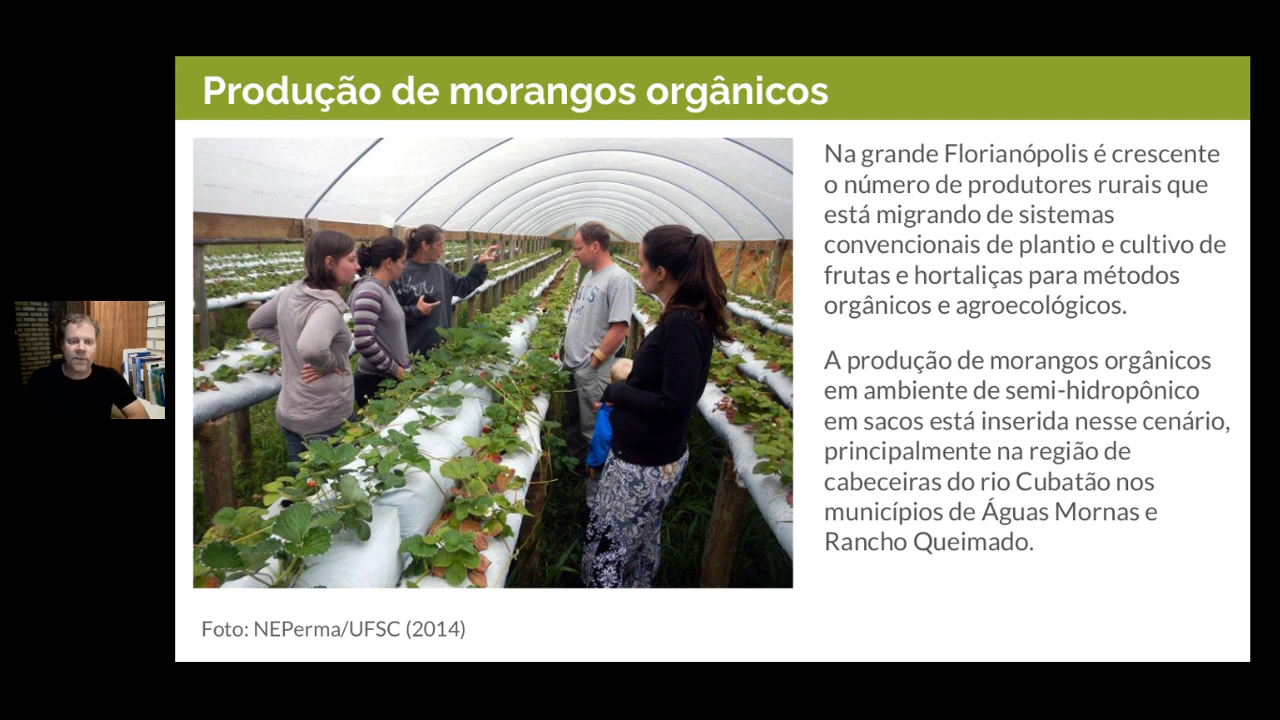 Produção de morangos orgânicos
Na grande Florianópolis é crescente
o número de produtores rurais que
está migrando de sistemas
convencionais de plantio e cultivo de
frutas e hortaliças para métodos
orgânicos e agroecológicos.
A produção de morangos orgânicos
em ambiente de semi-hidropônico
em sacos está inserida nesse cenário,
principalmente na região de
cabeceiras do rio Cubatão nos
municípios de Águas Mornas e
Rancho Queimado.
Foto: NEPerma/UFSC (2014)